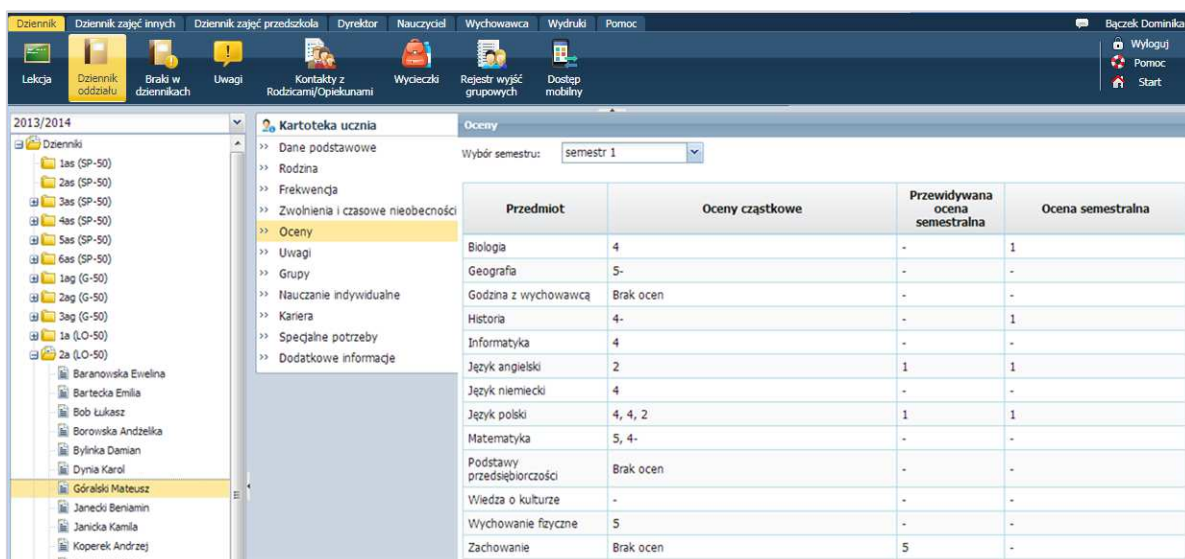 Dziennik Dziennik zajęć innych Dziennik zajęć przedszkola Dyrektor Nauczyciel Wychowawca Wydruki Pomoc Bączek Dominika
Lekcja
Dziennik oddziału
Braki w dziennikach
Uwagi
Kontakty z Rodzicami/Opiekunami
Wycieczki
Rejestr wyjść grupowych
Dostęp mobilny
Wyloguj
Pomoc
Start
2013/2014
Dzienniki
1as (SP-50)
2as (SP-50)
3as (SP-50)
4as (SP-50)
5as (SP-50)
6as (SP-50)
1ag (G-50)
2ag (G-50)
3ag (G-50)
1a (LO-50)
2a (LO-50)
Baranowska Ewelina
Bartecka Emilia
Bob Łukasz
Borowska Andżelika
Bylinka Damian
Dynia Karol
Góralski Mateusz
Janecki Beniamin
Janicka Kamila
Koperek Andrzej
Kartoteka ucznia
Dane podstawowe
Rodzina
Frekwencja
Zwolnienia i czasowe nieobecności
Oceny
Uwagi
Grupy
Nauczanie indywidualne
Kariera
Specjalne potrzeby
Dodatkowe informacje
Oceny
Wybór semestru: semestr 1
Przedmiot Oceny cząstkowe Przewidywana ocena semestralna Ocena semestralna
Biologia 4 - 1
Geografia 5- - -
Godzina z wychowawcą Brak ocen - -
Historia 4- - 1
Informatyka 4 - -
Język angielski 2 1 1
Język niemiecki 4 - -
Język polski 4, 4, 2 1 1
Matematyka 5, 4- - -
Podstawy przedsiębiorczości Brak ocen - -
Wiedza o kulturze - - -
Wychowanie fizyczne 5 - -
Zachowanie Brak ocen 5 -